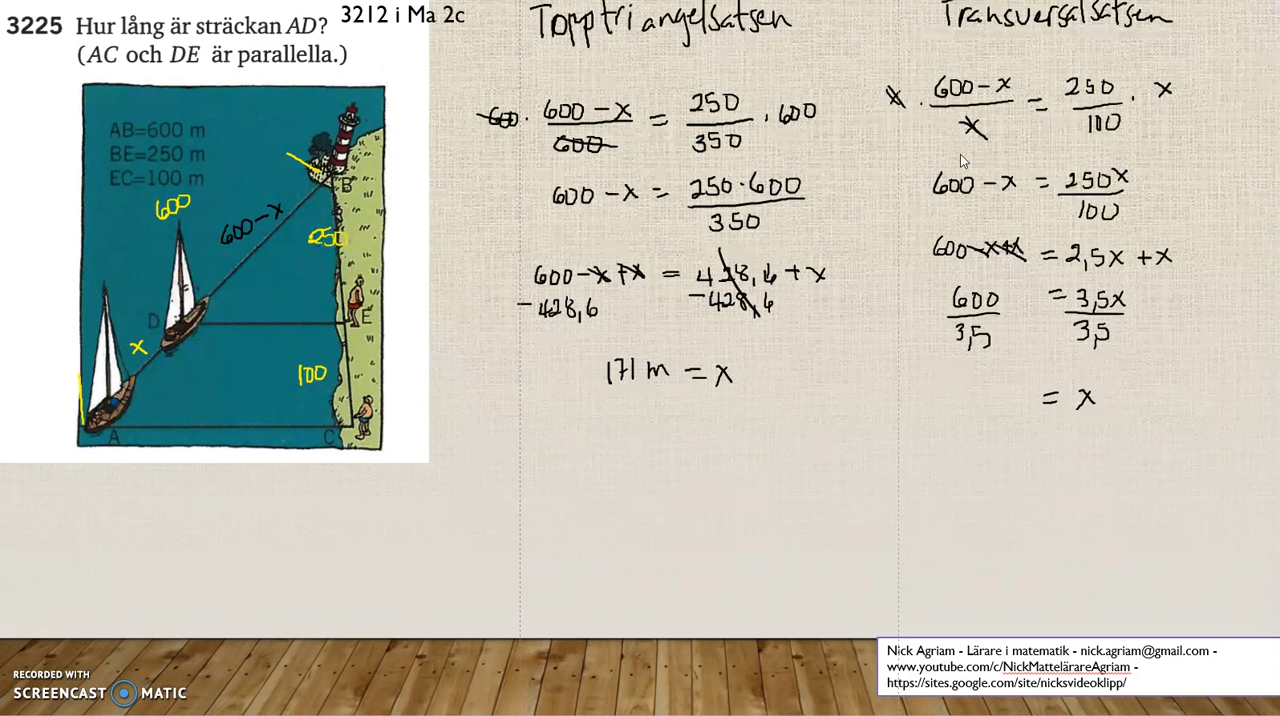 3225 Hur lång är sträckan AD?
(AC och DE är parallella.)
3212 i Ma 2c
AB=600 m
BE=250 m
EC=100 m
600
600-x
B
250
D
E
x
100
A
C
Topptriangelsatsen
600 · (600 - x)/600 = 250/350 · 600
600 - x = 250·600/350
600 - x + x = 428,6 + x
-428,6 -428,6
171 m = x
Transversalsatsen
x · (600 - x)/x = 250/100 · x
600 - x = 250x/100
600 - x + x = 2,5x + x
600/3,5 = 3,5x/3,5
= x
RECORDED WITH
SCREENCAST MATIC
Nick Agriam - Lärare i matematik - nick.agriam@gmail.com -
www.youtube.com/c/NickMattelärareAgriam -
https://sites.google.com/site/nicksvideoklipp/